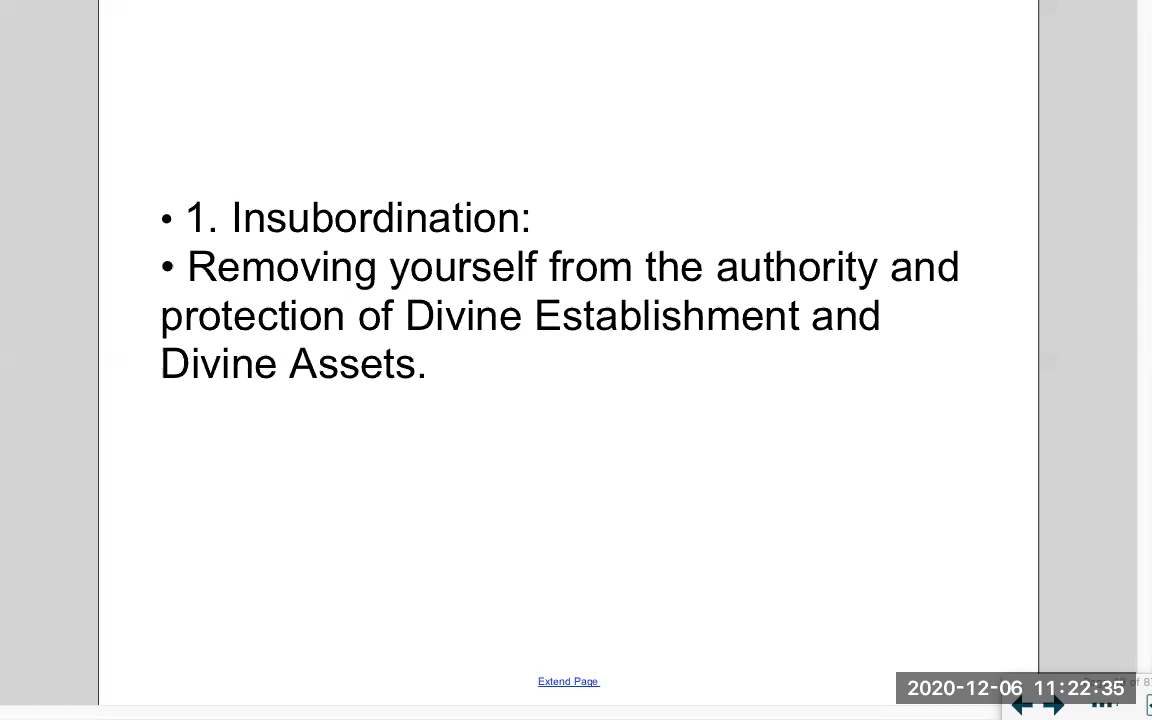 • 1. Insubordination:
• Removing yourself from the authority and
protection of Divine Establishment and
Divine Assets.
Extend Page
2020-12-06 11:22:35